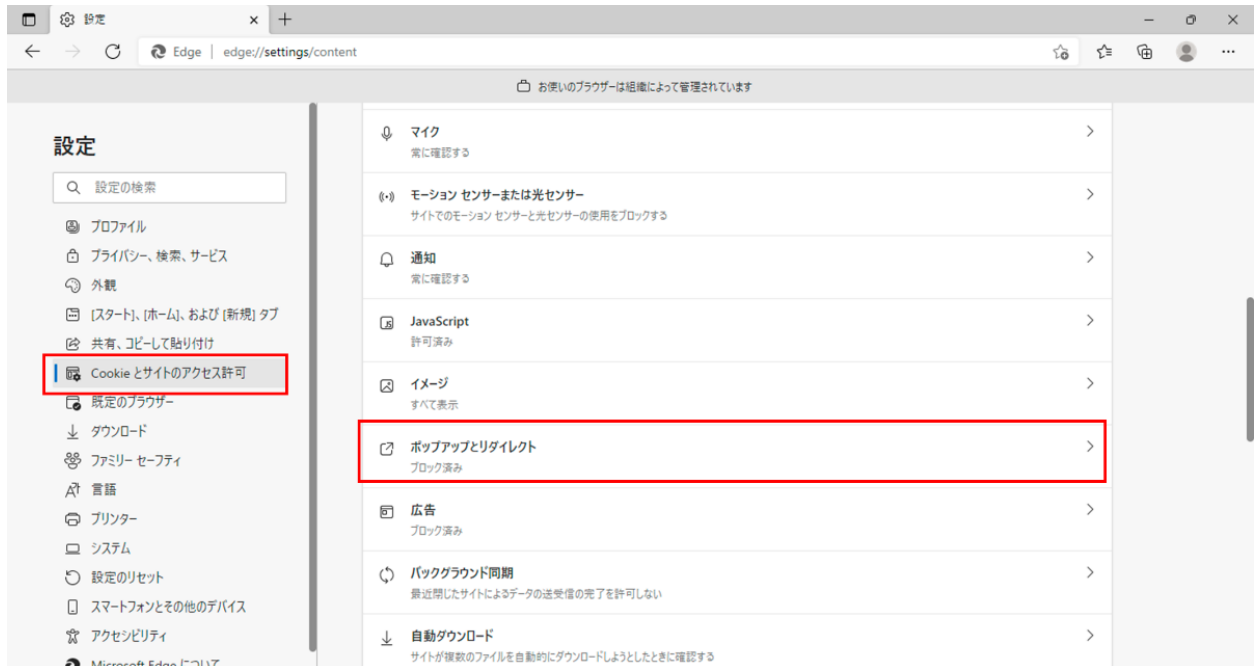 設定
Edge | edge://settings/content
お使いのブラウザーは組織によって管理されています
設定
設定の検索
プロファイル
プライバシー、検索、サービス
外観
[スタート]、[ホーム]、および [新規] タブ
共有、コピーして貼り付け
Cookie とサイトのアクセス許可
既定のブラウザー
ダウンロード
ファミリー セーフティ
言語
プリンター
システム
設定のリセット
スマートフォンとその他のデバイス
アクセシビリティ
Microsoft Edge について
マイク
常に確認する
モーション センサーまたは光センサー
サイトでのモーション センサーと光センサーの使用をブロックする
通知
常に確認する
JavaScript
許可済み
イメージ
すべて表示
ポップアップとリダイレクト
ブロック済み
広告
ブロック済み
バックグラウンド同期
最近閉じたサイトによるデータの送受信の完了を許可しない
自動ダウンロード
サイトが複数のファイルを自動的にダウンロードしようとしたときに確認する